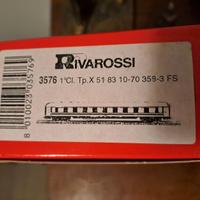 RIVAROSSI
3576 1°Cl. Tp.X 51 83 10-70 359-3 FS
8 010023 035769